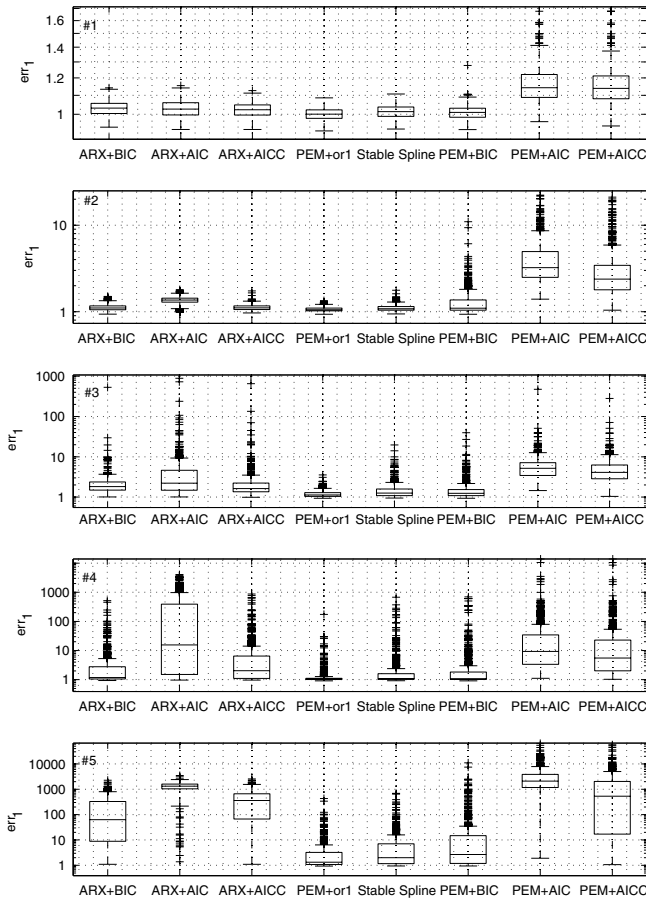 #1
1.6
1.4
1.2
1
err1
ARX+BIC ARX+AIC ARX+AICC PEM+or1 Stable Spline PEM+BIC PEM+AIC PEM+AICC
#2
10
1
err1
ARX+BIC ARX+AIC ARX+AICC PEM+or1 Stable Spline PEM+BIC PEM+AIC PEM+AICC
#3
1000
100
10
1
err1
ARX+BIC ARX+AIC ARX+AICC PEM+or1 Stable Spline PEM+BIC PEM+AIC PEM+AICC
#4
1000
100
10
1
err1
ARX+BIC ARX+AIC ARX+AICC PEM+or1 Stable Spline PEM+BIC PEM+AIC PEM+AICC
#5
10000
1000
100
10
1
err1
ARX+BIC ARX+AIC ARX+AICC PEM+or1 Stable Spline PEM+BIC PEM+AIC PEM+AICC